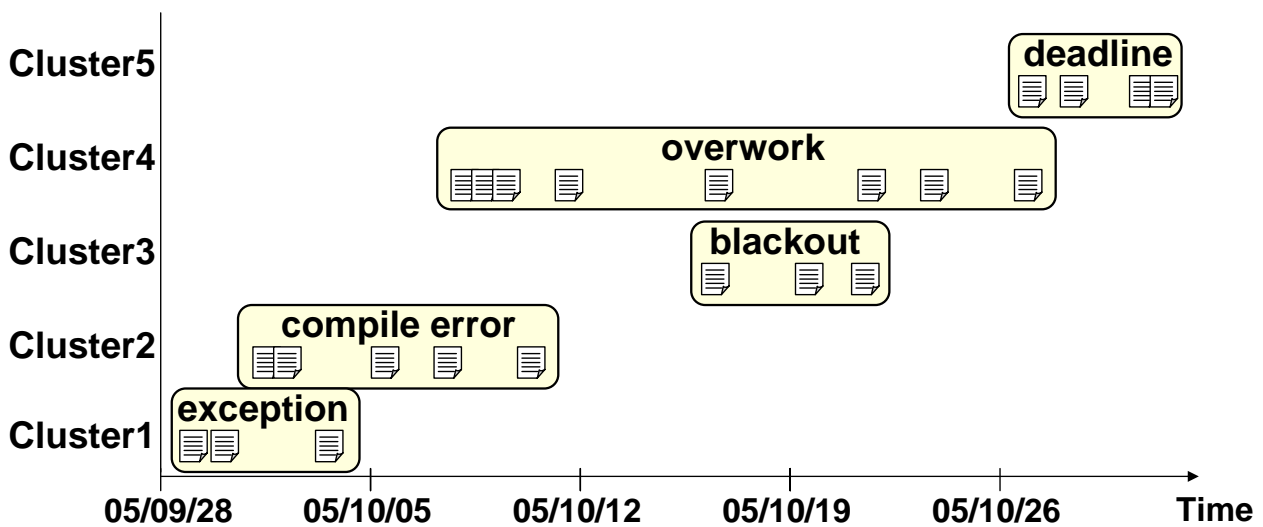 Cluster5
deadline
Cluster4
overwork
Cluster3
blackout
Cluster2
compile error
Cluster1
exception
05/09/28 05/10/05 05/10/12 05/10/19 05/10/26 Time